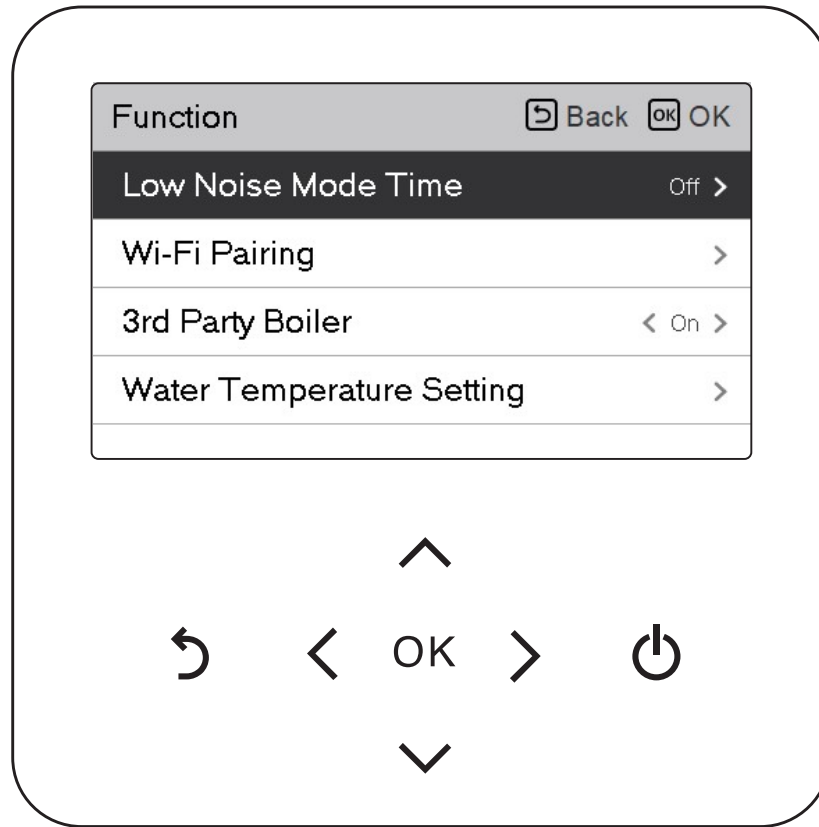 Function Back OK OK
Low Noise Mode Time Off >
Wi-Fi Pairing >
3rd Party Boiler < On >
Water Temperature Setting >
OK